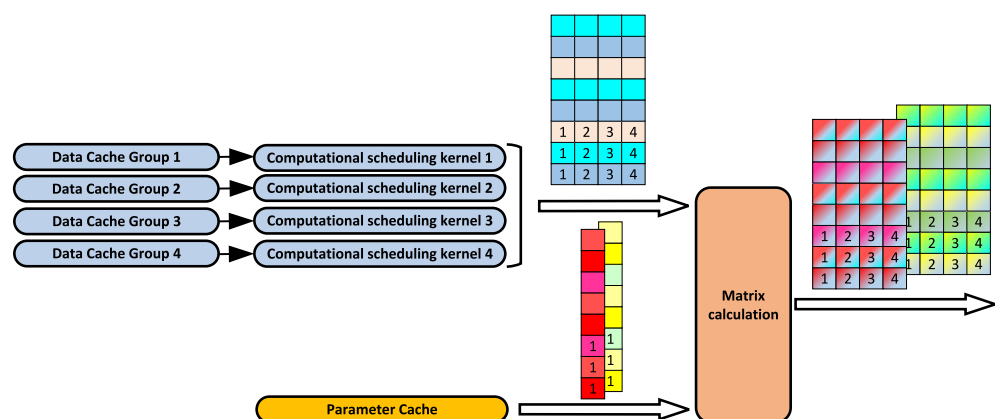 1 2 3 4
1 2 3 4
1 2 3 4
Data Cache Group 1
Computational scheduling kernel 1
Data Cache Group 2
Computational scheduling kernel 2
Data Cache Group 3
Computational scheduling kernel 3
Data Cache Group 4
Computational scheduling kernel 4
1 1
1 1
1 1
Matrix
calculation
1 2 3 4
1 2 3 4
1 2 3 4
1 2 3 4
1 2 3 4
1 2 3 4
Parameter Cache